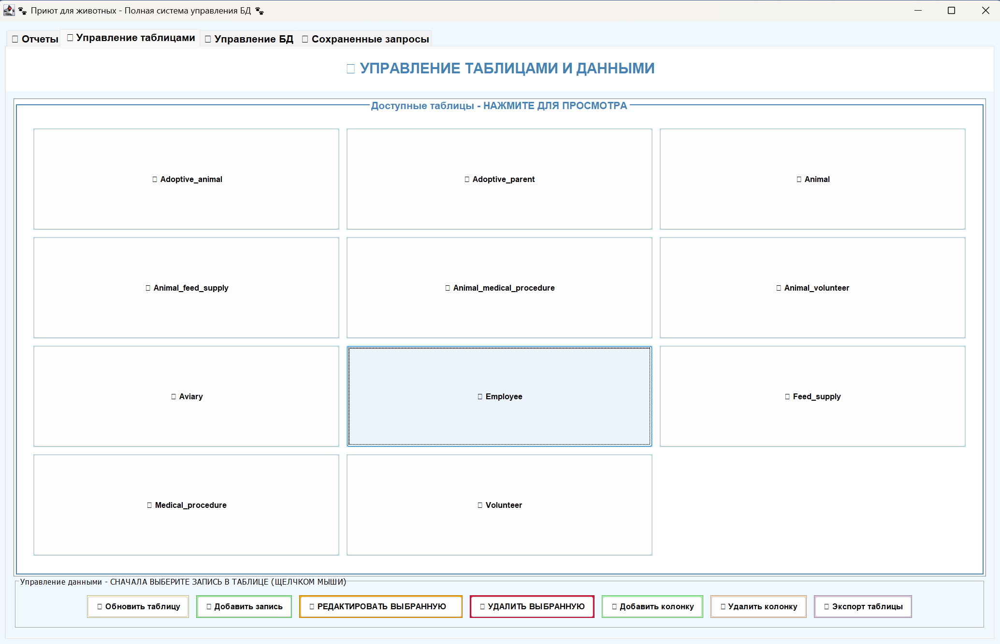 Приют для животных - Полная система управления БД
Отчеты
Управление таблицами
Управление БД
Сохраненные запросы
УПРАВЛЕНИЕ ТАБЛИЦАМИ И ДАННЫМИ
Доступные таблицы - НАЖМИТЕ ДЛЯ ПРОСМОТРА
Adoptive_animal
Adoptive_parent
Animal
Animal_feed_supply
Animal_medical_procedure
Animal_volunteer
Aviary
Employee
Feed_supply
Medical_procedure
Volunteer
Управление данными - СНАЧАЛА ВЫБЕРИТЕ ЗАПИСЬ В ТАБЛИЦЕ (ЩЕЛЧКОМ МЫШИ)
Обновить таблицу
Добавить запись
РЕДАКТИРОВАТЬ ВЫБРАННУЮ
УДАЛИТЬ ВЫБРАННУЮ
Добавить колонку
Удалить колонку
Экспорт таблицы